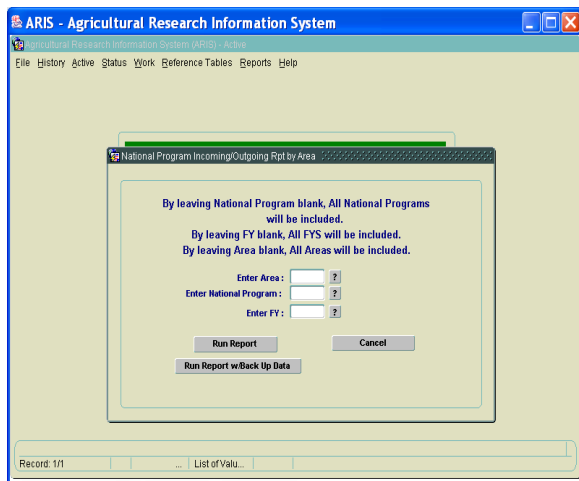 ARIS - Agricultural Research Information System
Agricultural Research Information System (ARIS) - Active
File History Active Status Work Reference Tables Reports Help
National Program Incoming/Outgoing Rpt by Area
By leaving National Program blank, All National Programs
will be included.
By leaving FY blank, All FYS will be included.
By leaving Area blank, All Areas will be included.
Enter Area : ?
Enter National Program : ?
Enter FY : ?
Run Report Cancel
Run Report w/Back Up Data
Record: 1/1 ... List of Valu...